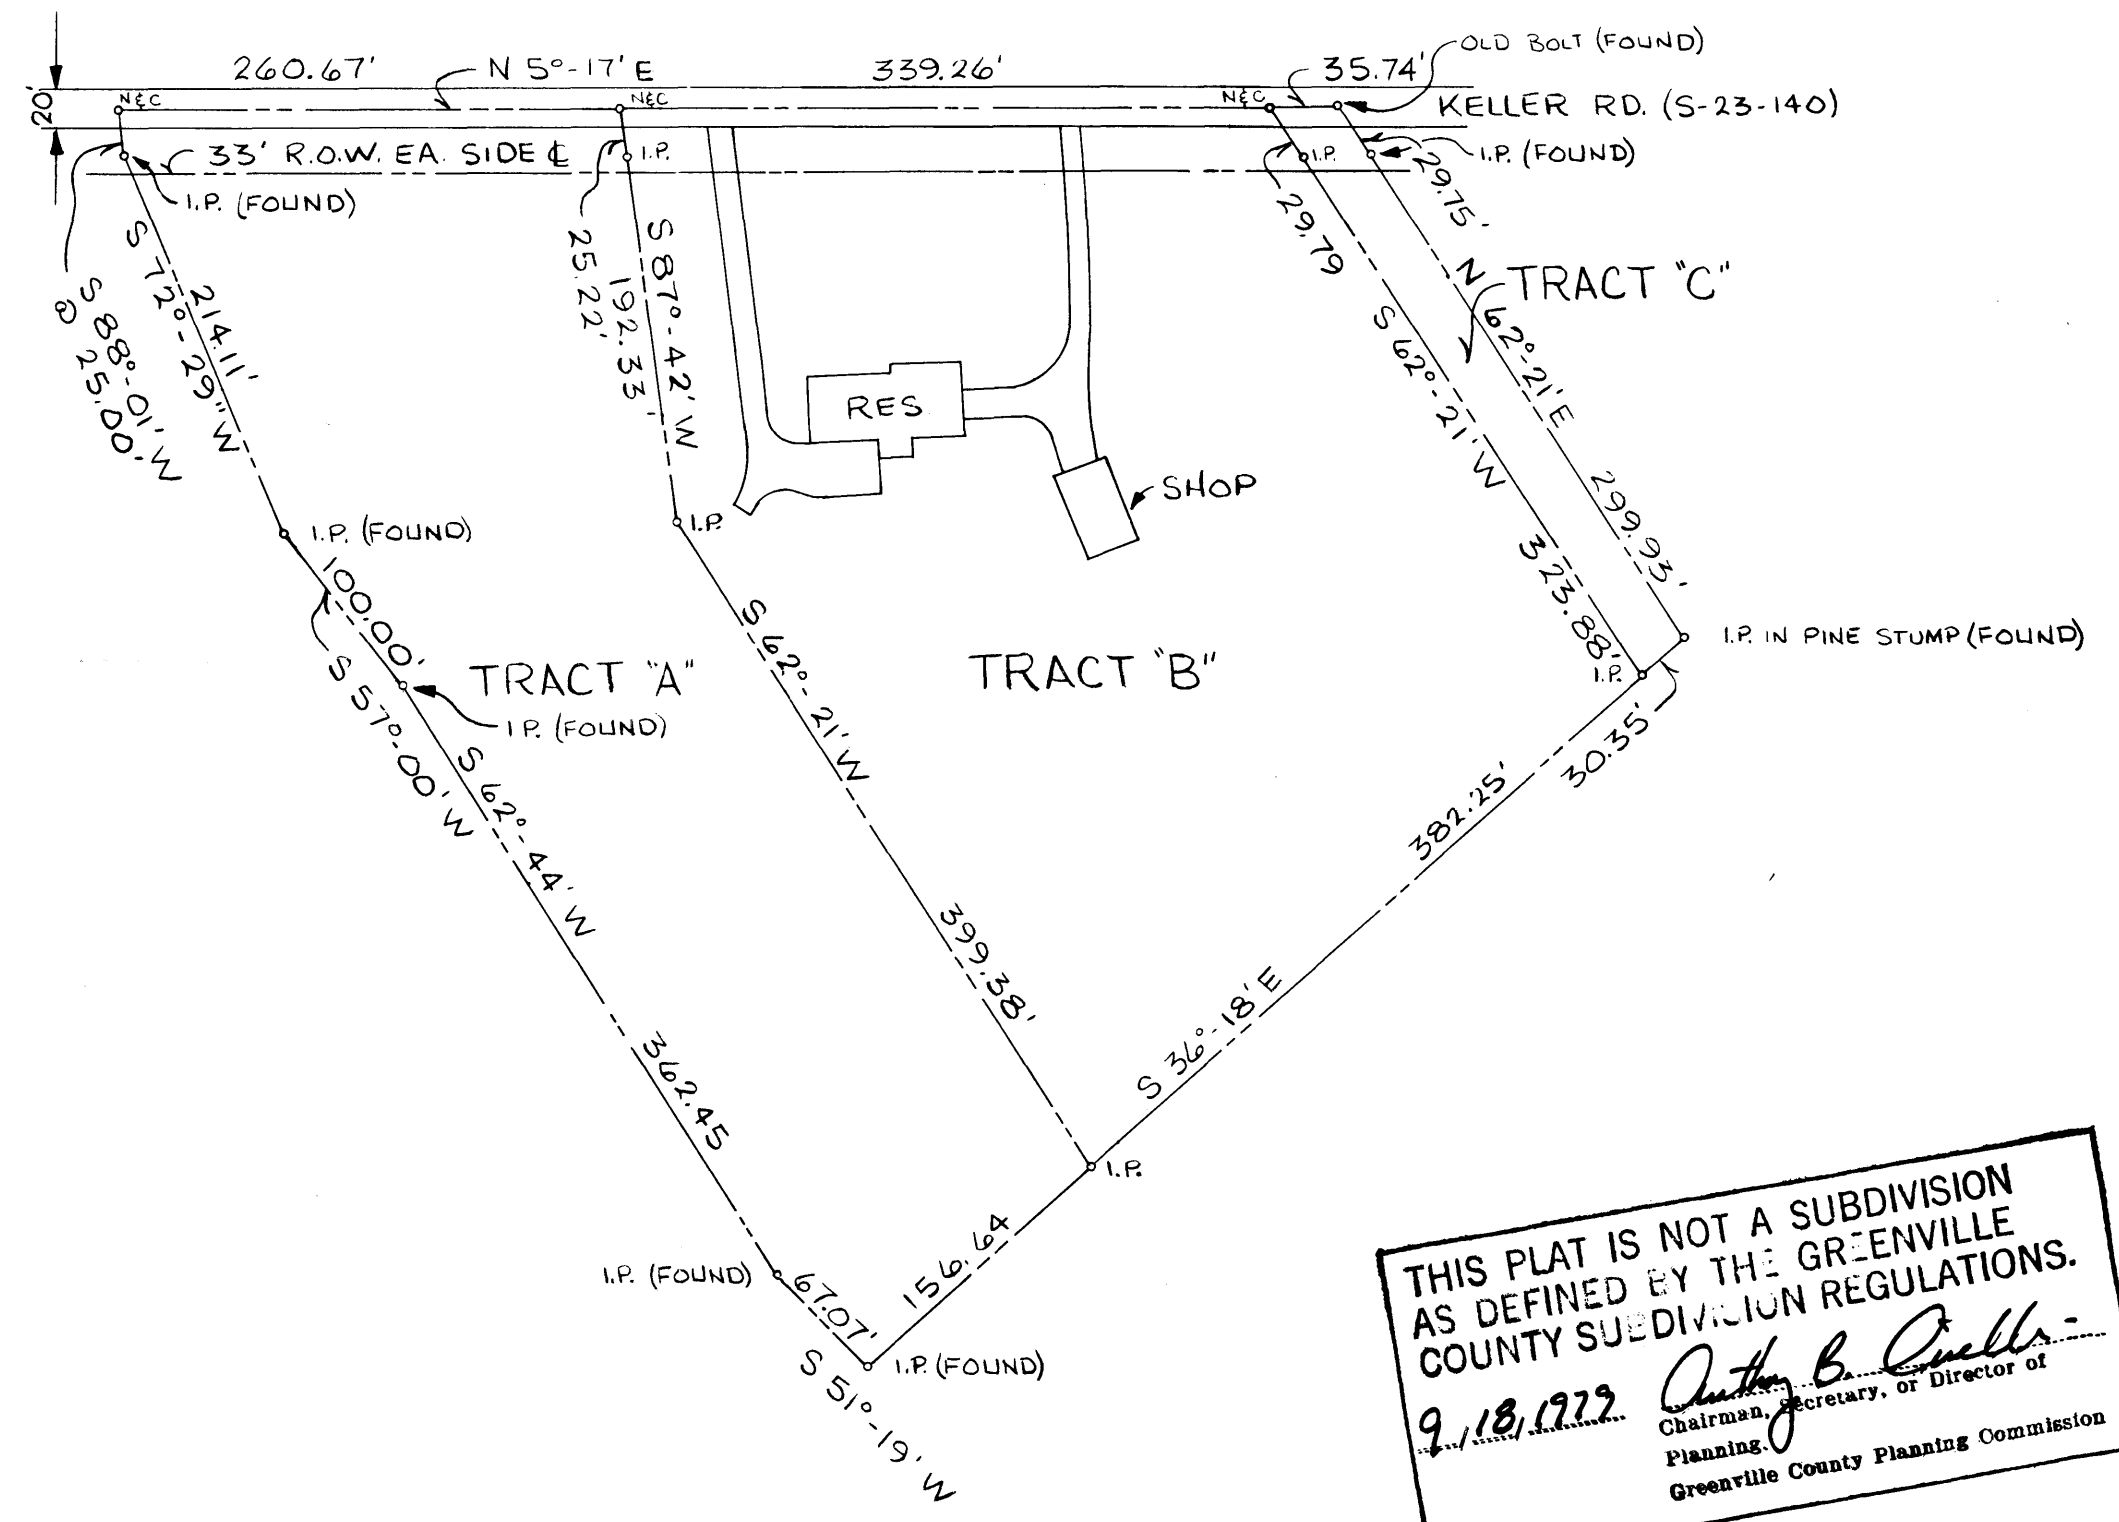 OLD BOLT (FOUND)
260.67'
N 5°-17' E
339.26'
35.74'
20'
N&C
N&C
N&C
KELLER RD. (S-23-140)
33' R.O.W. EA. SIDE ℄
I.P.
I.P.
I.P. (FOUND)
I.P. (FOUND)
S 88°-01' W
@ 25.00'
S 72°-29" W
214.11'
25.22'
S 87°-42' W
192.33'
29.79
29.75'
TRACT "C"
N 62°-21' E
299.93'
S 62°-21' W
323.88'
RES
SHOP
I.P. (FOUND)
I.P.
100.00'
S 57°-00' W
TRACT "A"
I.P. (FOUND)
TRACT "B"
I.P. IN PINE STUMP (FOUND)
I.P.
30.35'
S 62°-44' W
362.45
S 62°-21' W
399.38'
382.25'
S 36°-18' E
I.P.
156.64
I.P. (FOUND)
67.07'
I.P. (FOUND)
S 51°-19' W
THIS PLAT IS NOT A SUBDIVISION
AS DEFINED BY THE GREENVILLE
COUNTY SUBDIVISION REGULATIONS.
9,18,1979
Chairman, Secretary, or Director of
Planning.
Greenville County Planning Commission